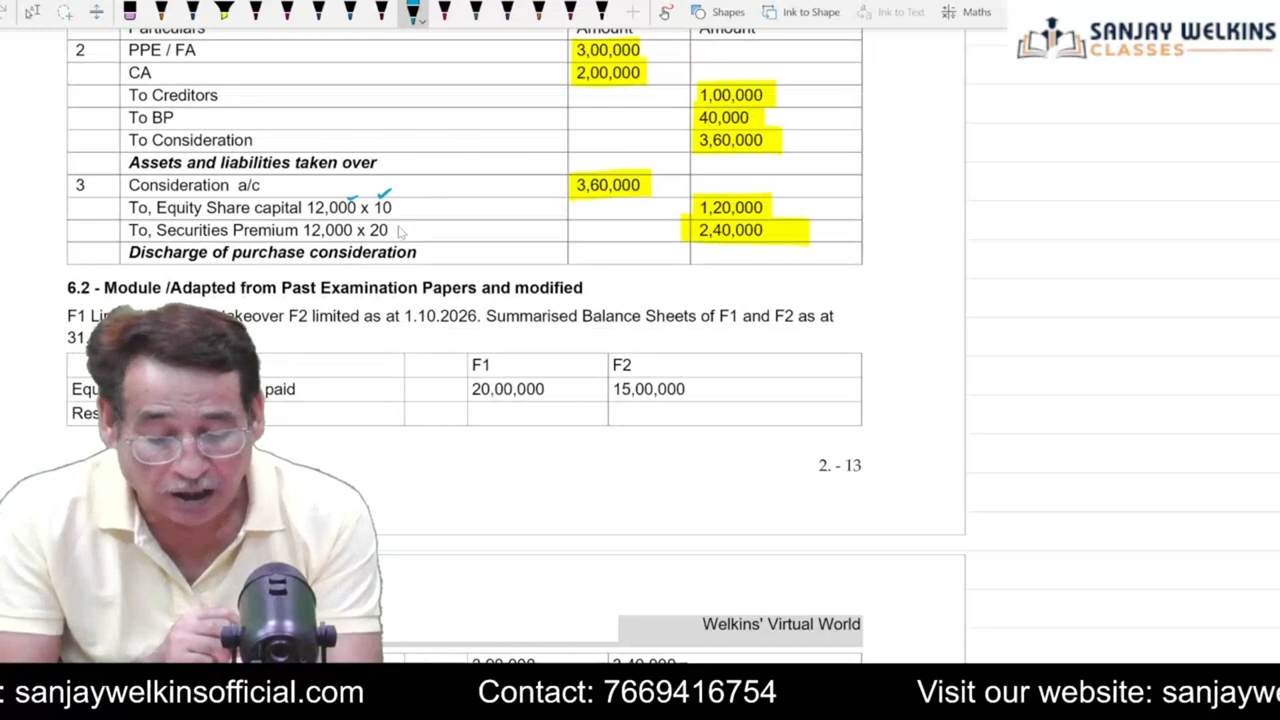 Shapes Ink to Shape Ink to Text Maths
SANJAY WELKINS
CLASSES
Particulars Amount Amount
2 PPE / FA 3,00,000
CA 2,00,000
To Creditors 1,00,000
To BP 40,000
To Consideration 3,60,000
Assets and liabilities taken over
3 Consideration a/c 3,60,000
To, Equity Share capital 12,000 x 10 1,20,000
To, Securities Premium 12,000 x 20 2,40,000
Discharge of purchase consideration
6.2 - Module /Adapted from Past Examination Papers and modified
F1 takeover F2 limited as at 1.10.2026. Summarised Balance Sheets of F1 and F2 as at
31.
F1 F2
paid 20,00,000 15,00,000
2. - 13
Welkins' Virtual World
: sanjaywelkinsofficial.com Contact: 7669416754 Visit our website: sanjayw